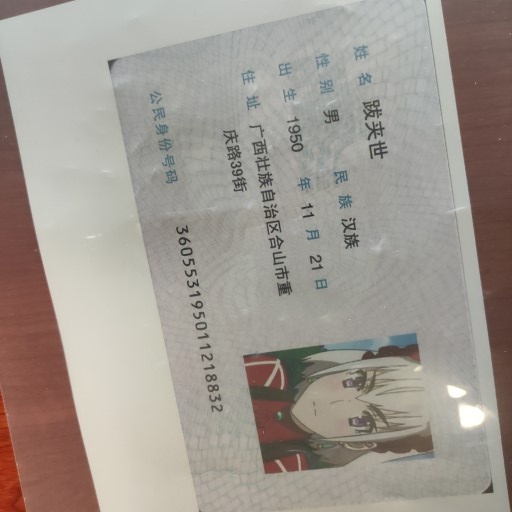 姓名 跋夹世
性别 男 民族 汉族
出生 1950 年 11 月 21 日
住址 广西壮族自治区合山市重
庆路39街
公民身份号码 360553195011218832